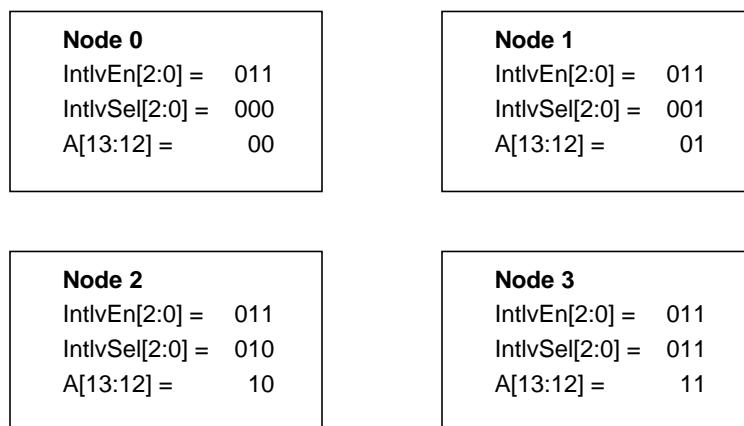 Node 0
IntlvEn[2:0] = 011
IntlvSel[2:0] = 000
A[13:12] = 00
Node 1
IntlvEn[2:0] = 011
IntlvSel[2:0] = 001
A[13:12] = 01
Node 2
IntlvEn[2:0] = 011
IntlvSel[2:0] = 010
A[13:12] = 10
Node 3
IntlvEn[2:0] = 011
IntlvSel[2:0] = 011
A[13:12] = 11